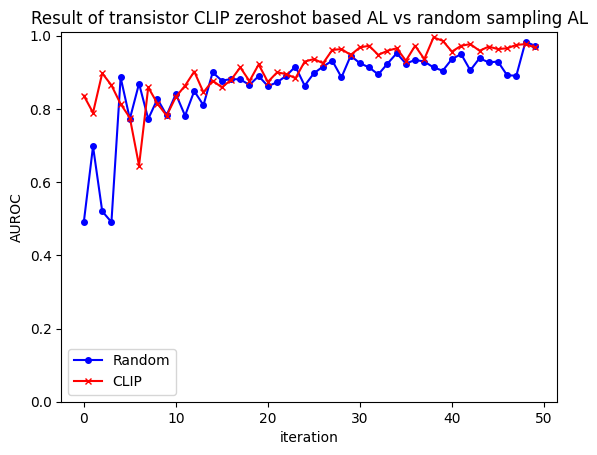 Result of transistor CLIP zeroshot based AL vs random sampling AL
1.0
0.8
0.6
0.4
0.2
0.0
AUROC
Random
CLIP
0 10 20 30 40 50
iteration